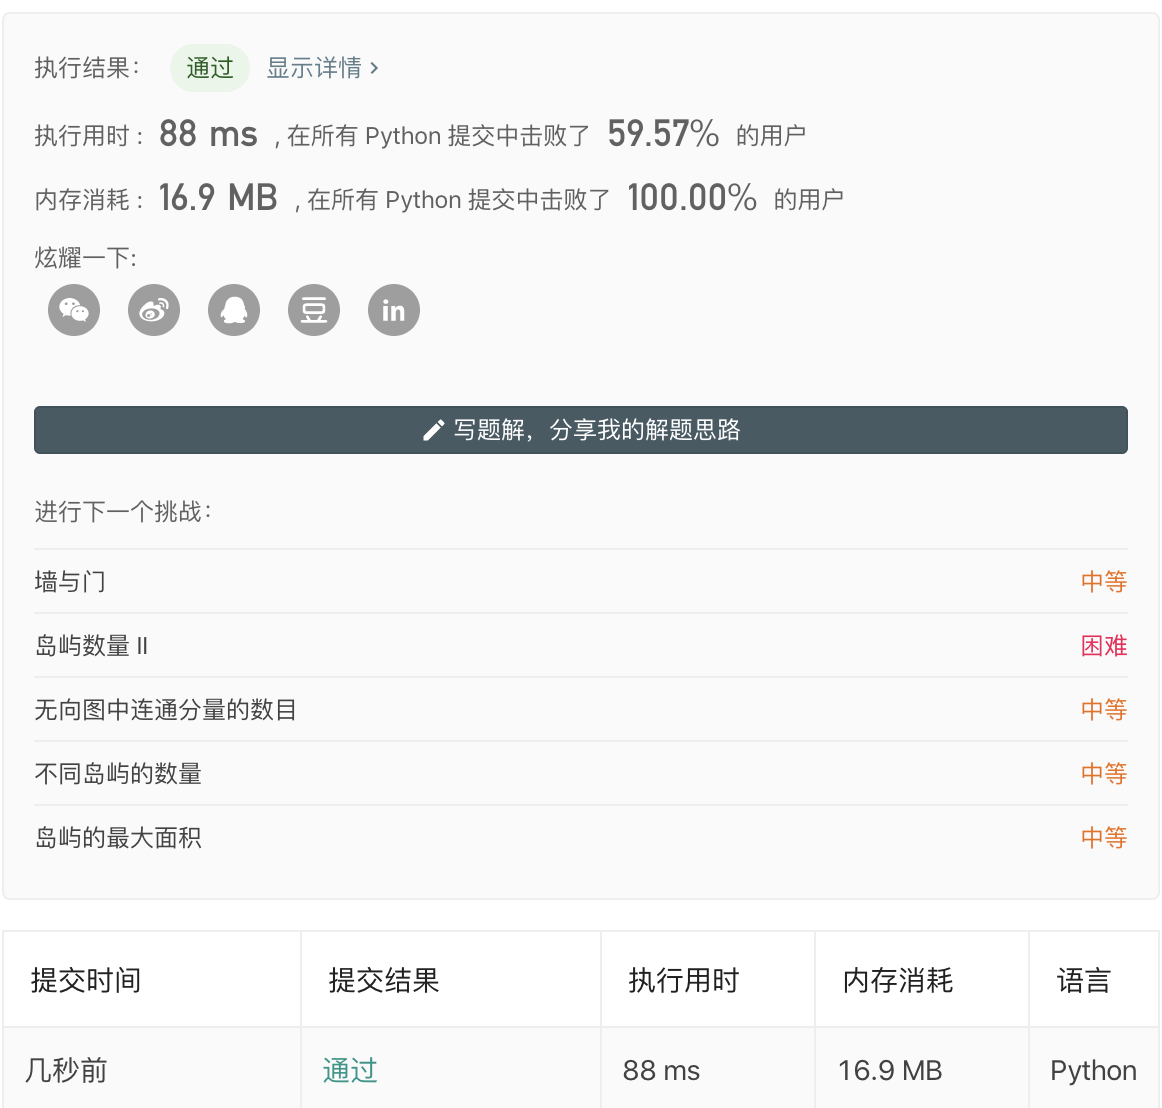 执行结果： 通过 显示详情 ›
执行用时 : 88 ms , 在所有 Python 提交中击败了 59.57% 的用户
内存消耗 : 16.9 MB , 在所有 Python 提交中击败了 100.00% 的用户
炫耀一下:
豆 in
写题解，分享我的解题思路
进行下一个挑战：
墙与门 中等
岛屿数量 II 困难
无向图中连通分量的数目 中等
不同岛屿的数量 中等
岛屿的最大面积 中等
提交时间 提交结果 执行用时 内存消耗 语言
几秒前 通过 88 ms 16.9 MB Python